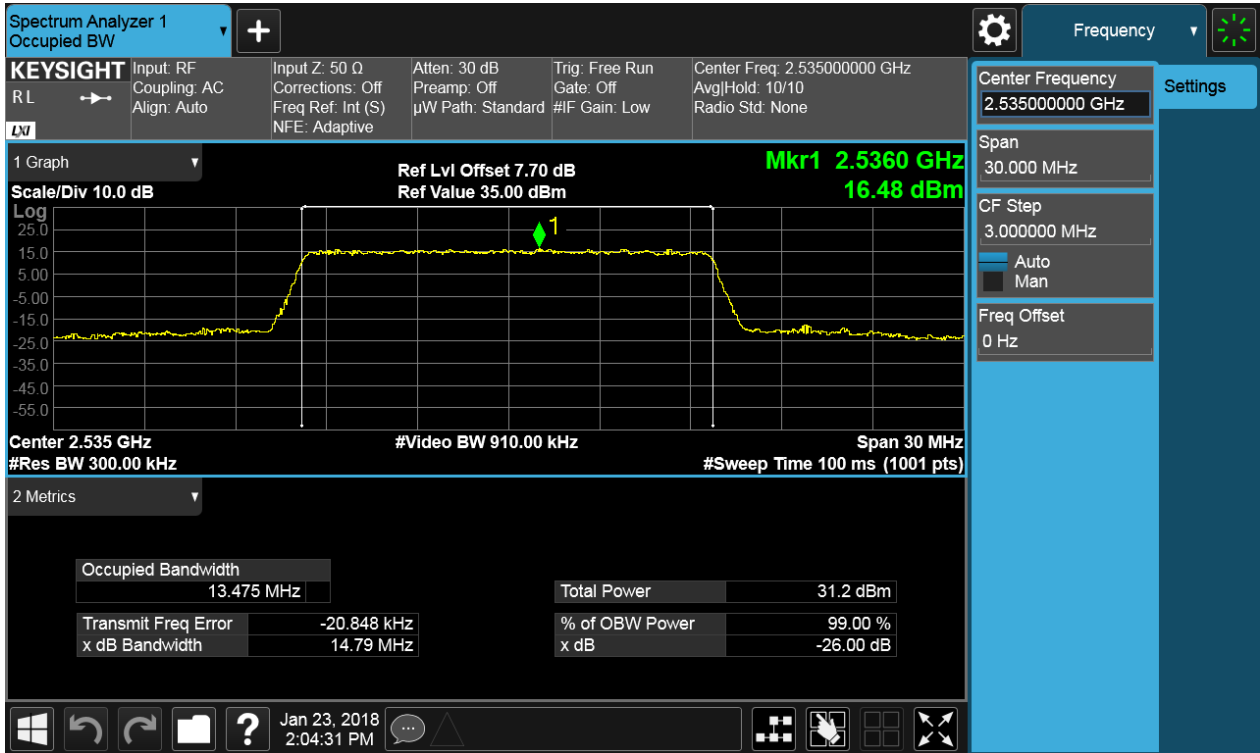 Spectrum Analyzer 1
Occupied BW
+
Frequency
KEYSIGHT
RL
LXI
Input: RF
Coupling: AC
Align: Auto
Input Z: 50 Ω
Corrections: Off
Freq Ref: Int (S)
NFE: Adaptive
Atten: 30 dB
Preamp: Off
µW Path: Standard
Trig: Free Run
Gate: Off
#IF Gain: Low
Center Freq: 2.535000000 GHz
Avg|Hold: 10/10
Radio Std: None
Center Frequency
2.535000000 GHz
Settings
Span
30.000 MHz
CF Step
3.000000 MHz
Auto
Man
Freq Offset
0 Hz
1 Graph
Scale/Div 10.0 dB
Ref Lvl Offset 7.70 dB
Ref Value 35.00 dBm
Mkr1 2.5360 GHz
16.48 dBm
Log
1
25.0
15.0
5.00
-5.00
-15.0
-25.0
-35.0
-45.0
-55.0
Center 2.535 GHz
#Video BW 910.00 kHz
Span 30 MHz
#Res BW 300.00 kHz
#Sweep Time 100 ms (1001 pts)
2 Metrics
Occupied Bandwidth
13.475 MHz
Total Power 31.2 dBm
Transmit Freq Error -20.848 kHz
% of OBW Power 99.00 %
x dB Bandwidth 14.79 MHz
x dB -26.00 dB
?
Jan 23, 2018
2:04:31 PM